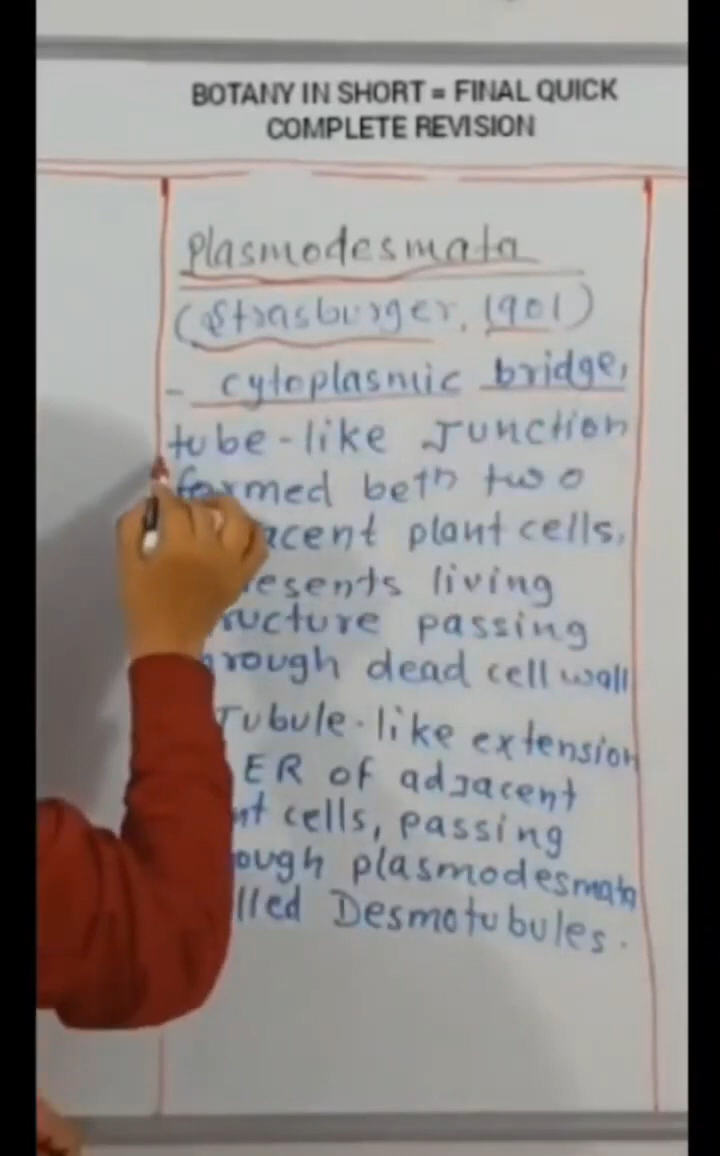 BOTANY IN SHORT = FINAL QUICK
COMPLETE REVISION
Plasmodesmata
(Strasburger, 1901)
- cytoplasmic bridge,
tube-like Junction
formed betn two
acent plant cells,
esents living
ructure passing
rough dead cell wall
Tubule-like extension
ER of adjacent
nt cells, passing
ough plasmodesmata
lled Desmotubules.